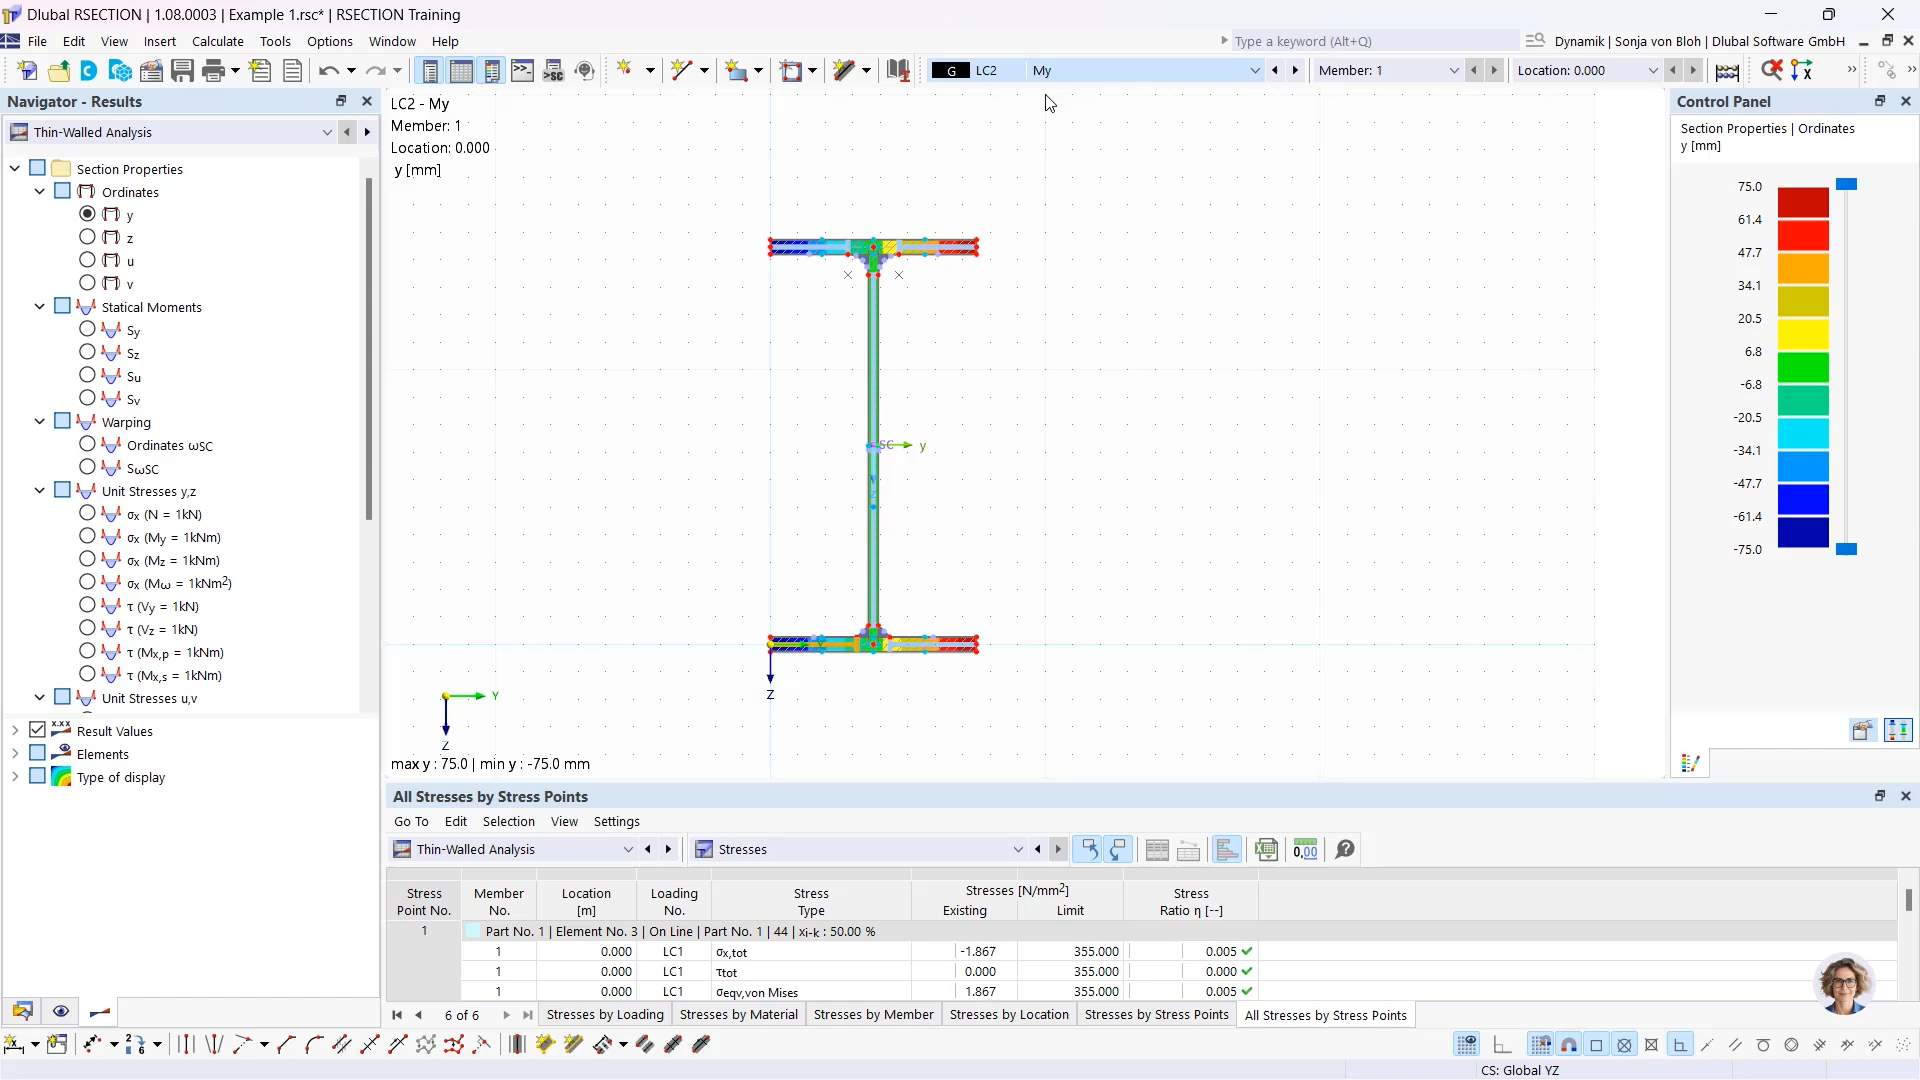 Dlubal RSECTION | 1.08.0003 | Example 1.rsc* | RSECTION Training
File Edit View Insert Calculate Tools Options Window Help
Type a keyword (Alt+Q)
Dynamik | Sonja von Bloh | Dlubal Software GmbH
G LC2 My
Member: 1
Location: 0.000
Navigator - Results
Thin-Walled Analysis
Section Properties
Ordinates
y
z
u
v
Statical Moments
Sy
Sz
Su
Sv
Warping
Ordinates ωSC
SωSC
Unit Stresses y,z
σx (N = 1kN)
σx (My = 1kNm)
σx (Mz = 1kNm)
σx (Mω = 1kNm2)
τ (Vy = 1kN)
τ (Vz = 1kN)
τ (Mx,p = 1kNm)
τ (Mx,s = 1kNm)
Unit Stresses u,v
x.xx Result Values
Elements
Type of display
LC2 - My
Member: 1
Location: 0.000
y [mm]
SC y
z
Y
Z
Z
max y : 75.0 | min y : -75.0 mm
Control Panel
Section Properties | Ordinates
y [mm]
75.0
61.4
47.7
34.1
20.5
6.8
-6.8
-20.5
-34.1
-47.7
-61.4
-75.0
All Stresses by Stress Points
Go To Edit Selection View Settings
Thin-Walled Analysis
Stresses
0,00
Stress Point No. Member No. Location [m] Loading No. Stress Type Stresses [N/mm2] Existing Limit Stress Ratio η [--]
1 Part No. 1 | Element No. 3 | On Line | Part No. 1 | 44 | xi-k : 50.00 %
1 0.000 LC1 σx,tot -1.867 355.000 0.005
1 0.000 LC1 τtot 0.000 355.000 0.000
1 0.000 LC1 σeqv,von Mises 1.867 355.000 0.005
6 of 6
Stresses by Loading Stresses by Material Stresses by Member Stresses by Location Stresses by Stress Points All Stresses by Stress Points
CS: Global YZ